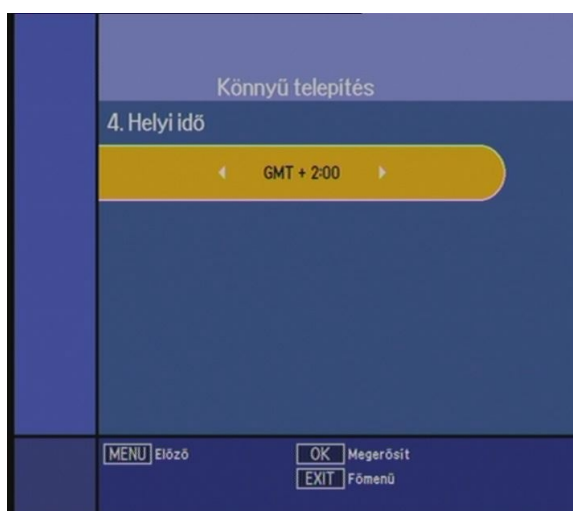 Könnyű telepítés
4. Helyi idő
GMT + 2:00
MENU Előző OK Megerősít
EXIT Főmenü